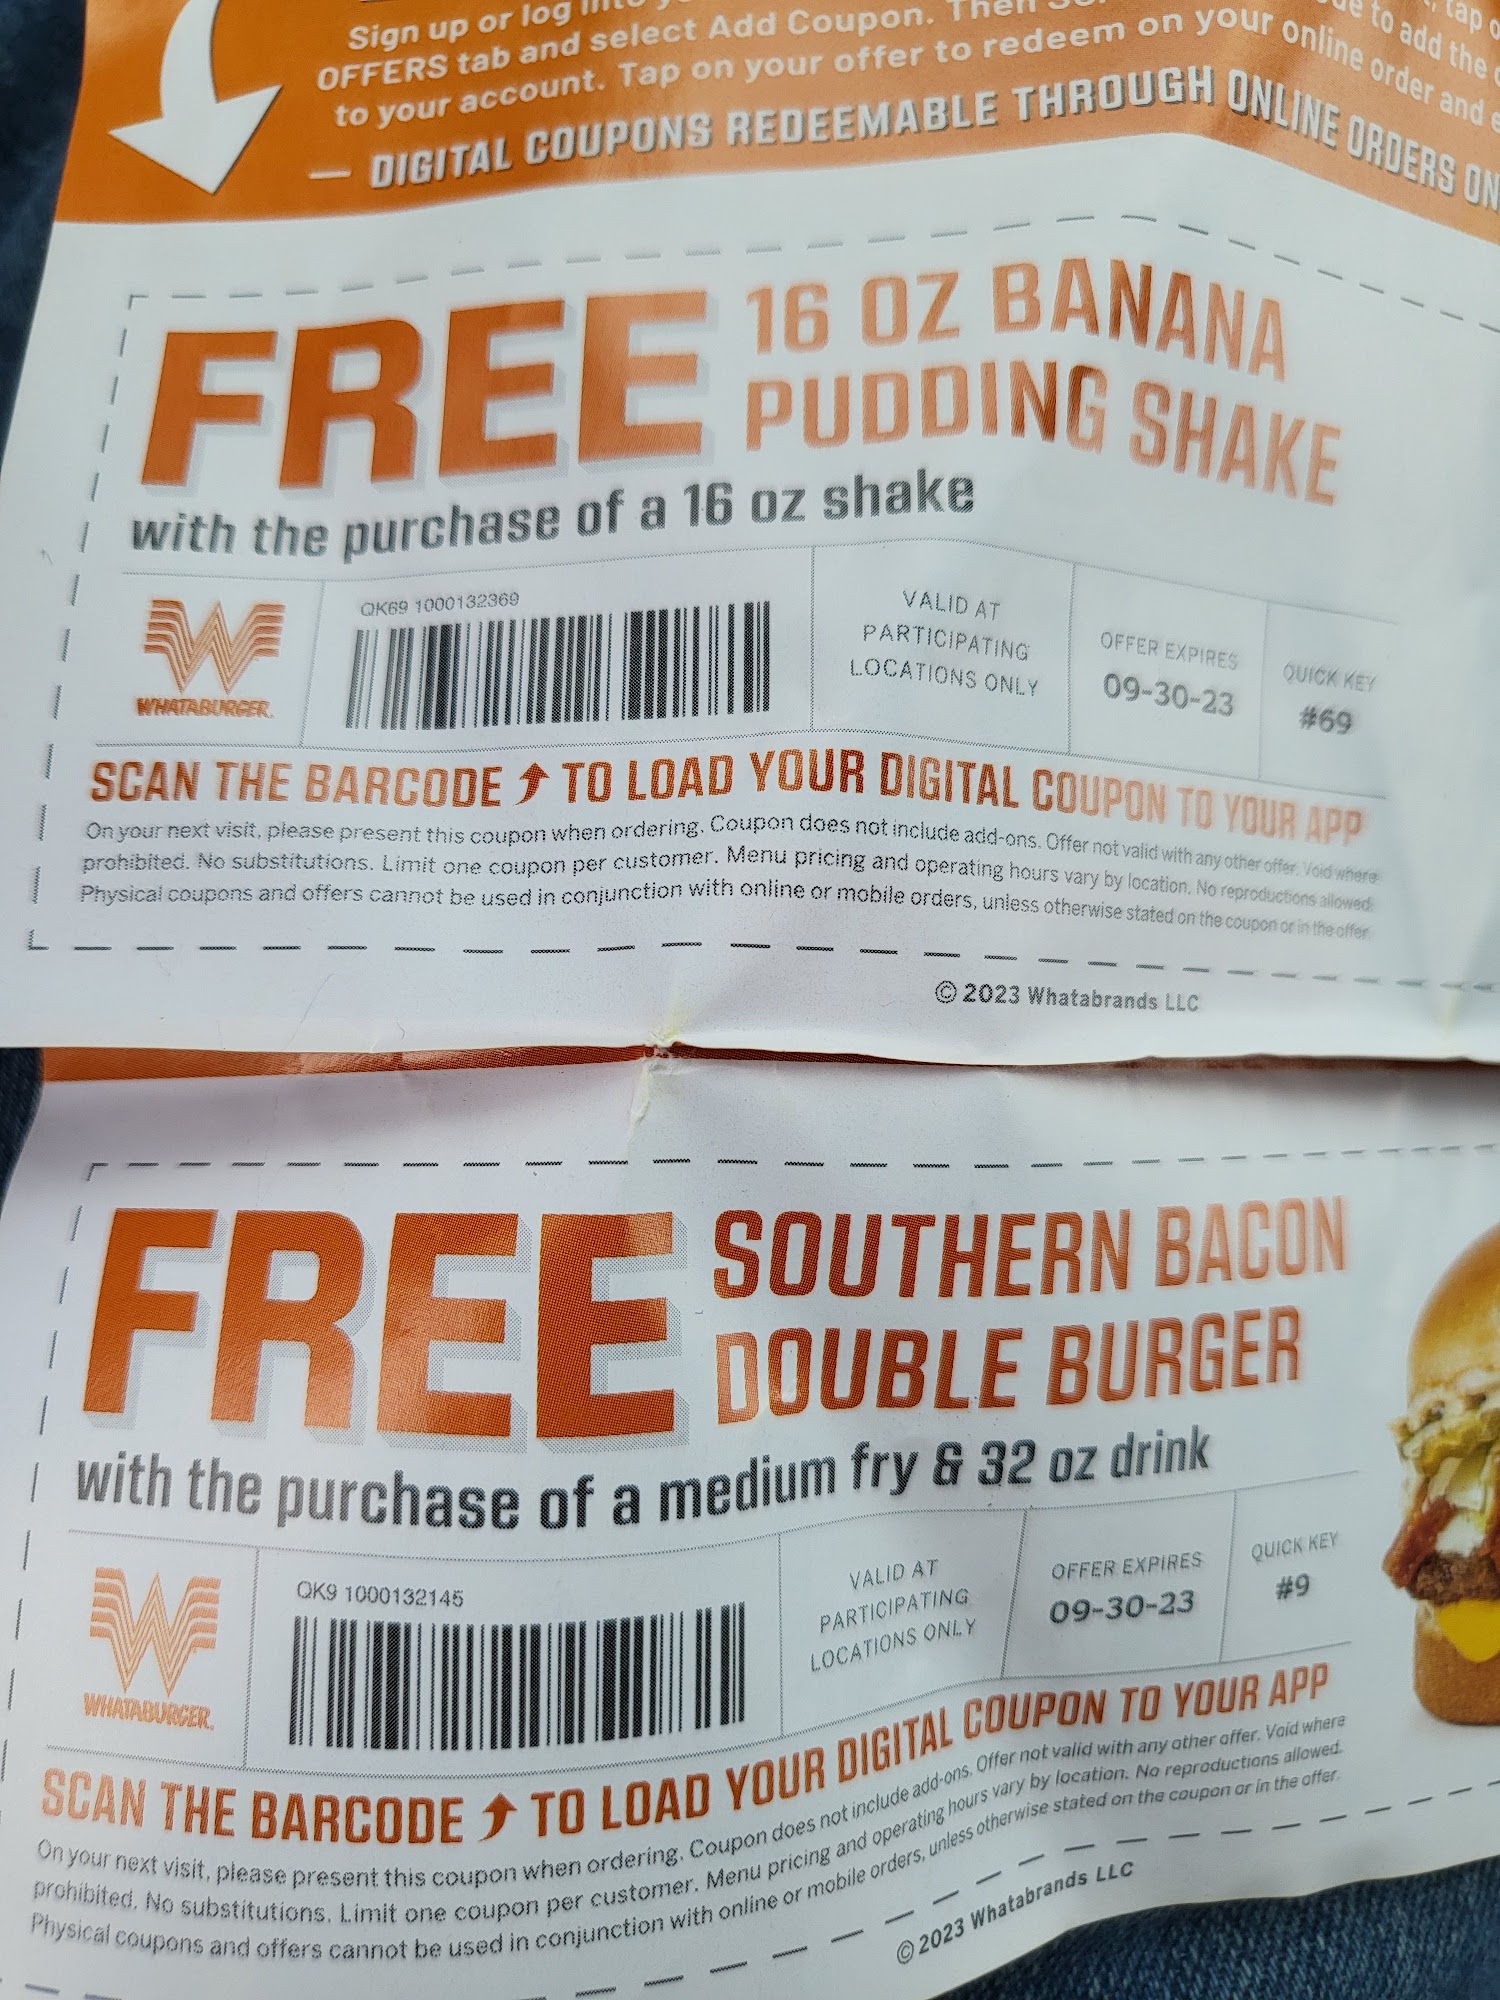 Sign up or log into
OFFERS tab and select Add Coupon. Then
to your account. Tap on your offer to redeem on your online order and
to add the
tap
— DIGITAL COUPONS REDEEMABLE THROUGH ONLINE ORDERS
FREE 16 OZ BANANA
PUDDING SHAKE
with the purchase of a 16 oz shake
WHATABURGER.
QK69 1000132369
VALID AT
PARTICIPATING
LOCATIONS ONLY
OFFER EXPIRES
09-30-23
QUICK KEY
#69
SCAN THE BARCODE TO LOAD YOUR DIGITAL COUPON TO YOUR APP
On your next visit, please present this coupon when ordering. Coupon does not include add-ons. Offer not valid with any other offer. Void where
prohibited. No substitutions. Limit one coupon per customer. Menu pricing and operating hours vary by location. No reproductions allowed.
Physical coupons and offers cannot be used in conjunction with online or mobile orders, unless otherwise stated on the coupon or in the offer.
© 2023 Whatabrands LLC
FREE SOUTHERN BACON
DOUBLE BURGER
with the purchase of a medium fry & 32 oz drink
WHATABURGER.
QK9 1000132145
VALID AT
PARTICIPATING
LOCATIONS ONLY
OFFER EXPIRES
09-30-23
QUICK KEY
#9
SCAN THE BARCODE TO LOAD YOUR DIGITAL COUPON TO YOUR APP
On your next visit, please present this coupon when ordering. Coupon does not include add-ons. Offer not valid with any other offer. Void where
prohibited. No substitutions. Limit one coupon per customer. Menu pricing and operating hours vary by location. No reproductions allowed.
Physical coupons and offers cannot be used in conjunction with online or mobile orders, unless otherwise stated on the coupon or in the offer.
© 2023 Whatabrands LLC